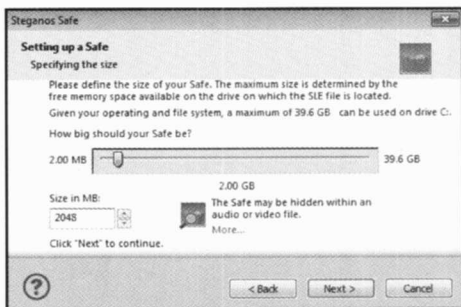 Steganos Safe
Setting up a Safe
Specifying the size
Please define the size of your Safe. The maximum size is determined by the
free memory space available on the drive on which the SLE file is located.
Given your operating and file system, a maximum of 39.6 GB can be used on drive C:.
How big should your Safe be?
2.00 MB 39.6 GB
2.00 GB
Size in MB:
2048
The Safe may be hidden within an
audio or video file.
More...
Click "Next" to continue.
?
< Back Next > Cancel